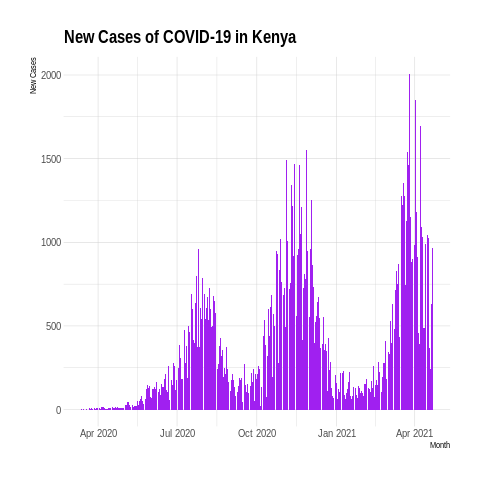 New Cases of COVID-19 in Kenya
New Cases
2000
1500
1000
500
0
Apr 2020
Jul 2020
Oct 2020
Jan 2021
Apr 2021
Month